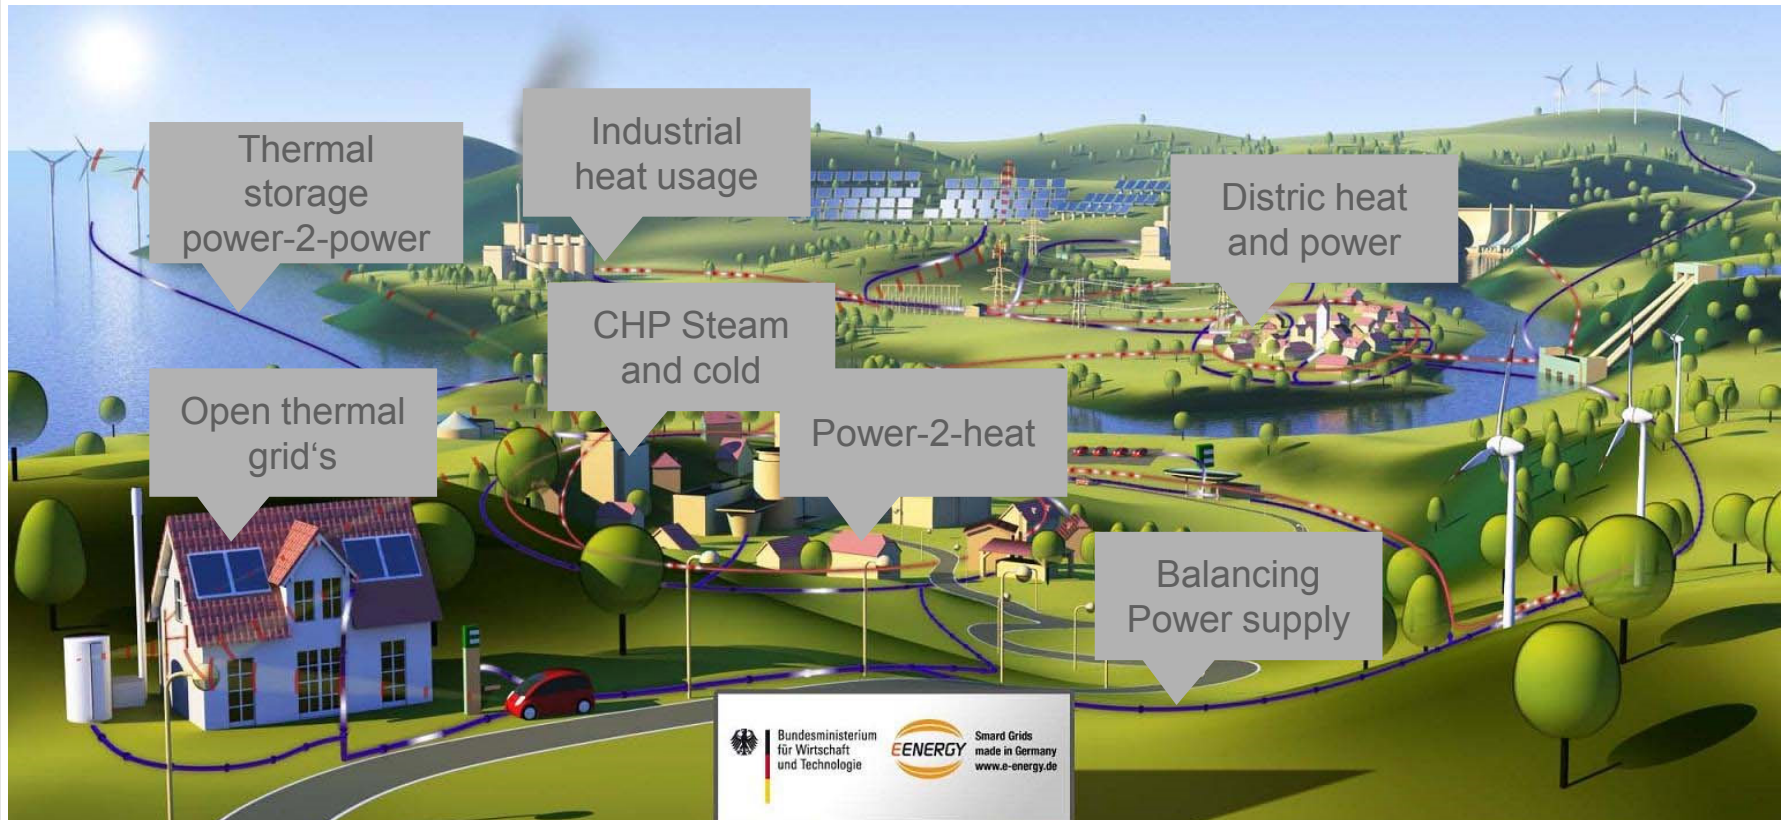 Thermal
storage
power-2-power
Industrial
heat usage
Distric heat
and power
CHP Steam
and cold
Open thermal
grid‘s
Power-2-heat
Balancing
Power supply
Bundesministerium
für Wirtschaft
und Technologie
EENERGY
Smard Grids
made in Germany
www.e-energy.de